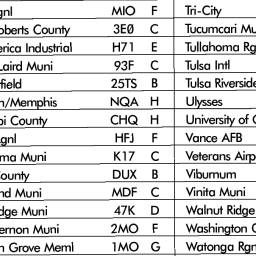 gnl MIO F Tri-City
oberts County 3E0 C Tucumcari Mu
erica Industrial H71 E Tullahoma Rg
Laird Muni 93F C Tulsa Intl
field 25TS B Tulsa Riverside
n/Memphis NQA H Ulysses
oi County CHQ H University of
gnl HFJ F Vance AFB
ma Muni K17 C Veterans Airp
ounty DUX B Viburnum
nd Muni MDF C Vinita Muni
dge Muni 47K D Walnut Ridge
ernon Muni 2MO F Washington C
n Grove Meml 1MO G Watonga Rgn